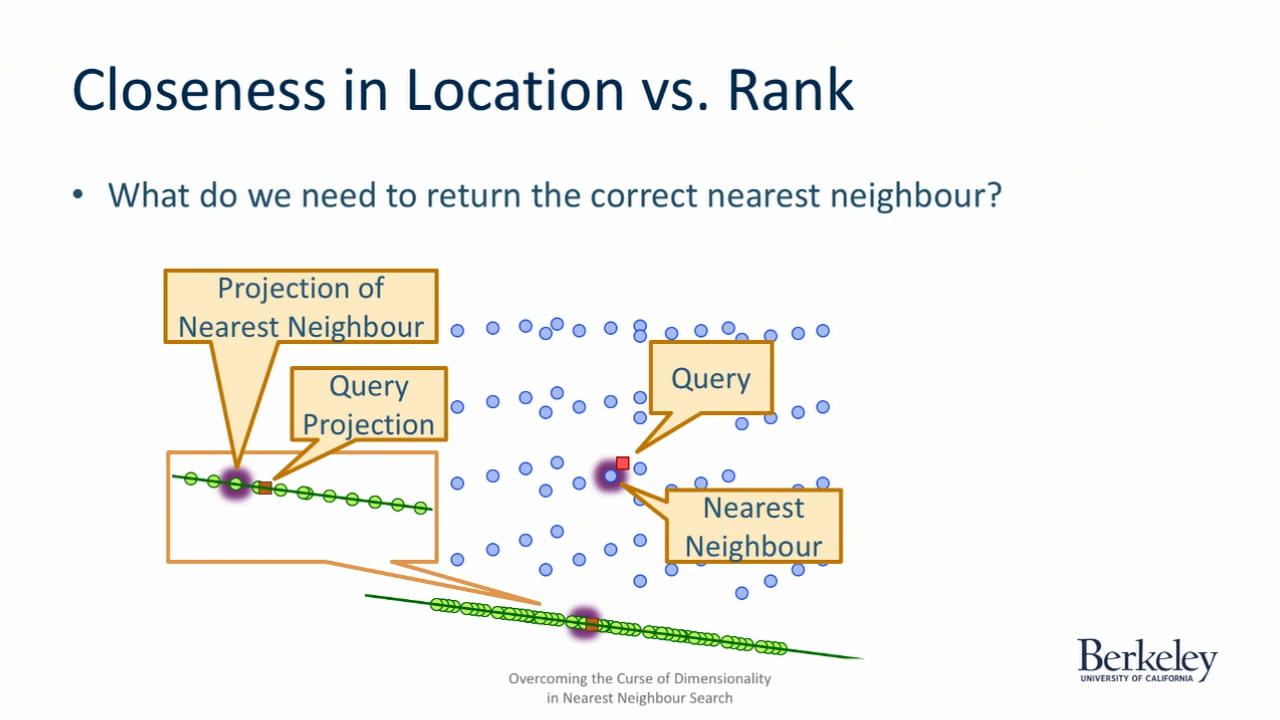 Closeness in Location vs. Rank
• What do we need to return the correct nearest neighbour?
Projection of
Nearest Neighbour
Query
Projection
Query
Nearest
Neighbour
Overcoming the Curse of Dimensionality
in Nearest Neighbour Search
Berkeley
UNIVERSITY OF CALIFORNIA